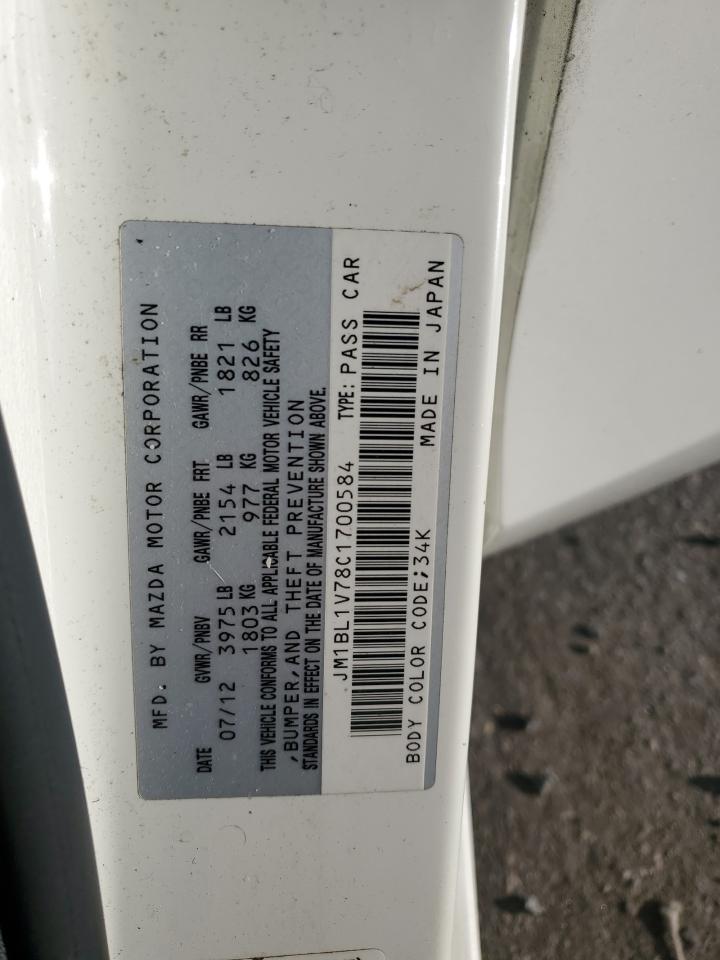 MFD. BY MAZDA MOTOR CORPORATION
DATE GVWR/PNBV GAWR/PNBE FRT GAWR/PNBE RR
07/12 3975 LB 2154 LB 1821 LB
1803 KG 977 KG 826 KG
THIS VEHICLE CONFORMS TO ALL APPLICABLE FEDERAL MOTOR VEHICLE SAFETY
,BUMPER, AND THEFT PREVENTION
STANDARDS IN EFFECT ON THE DATE OF MANUFACTURE SHOWN ABOVE.
JM1BL1V78C1700584 TYPE: PASS CAR
BODY COLOR CODE;34K MADE IN JAPAN